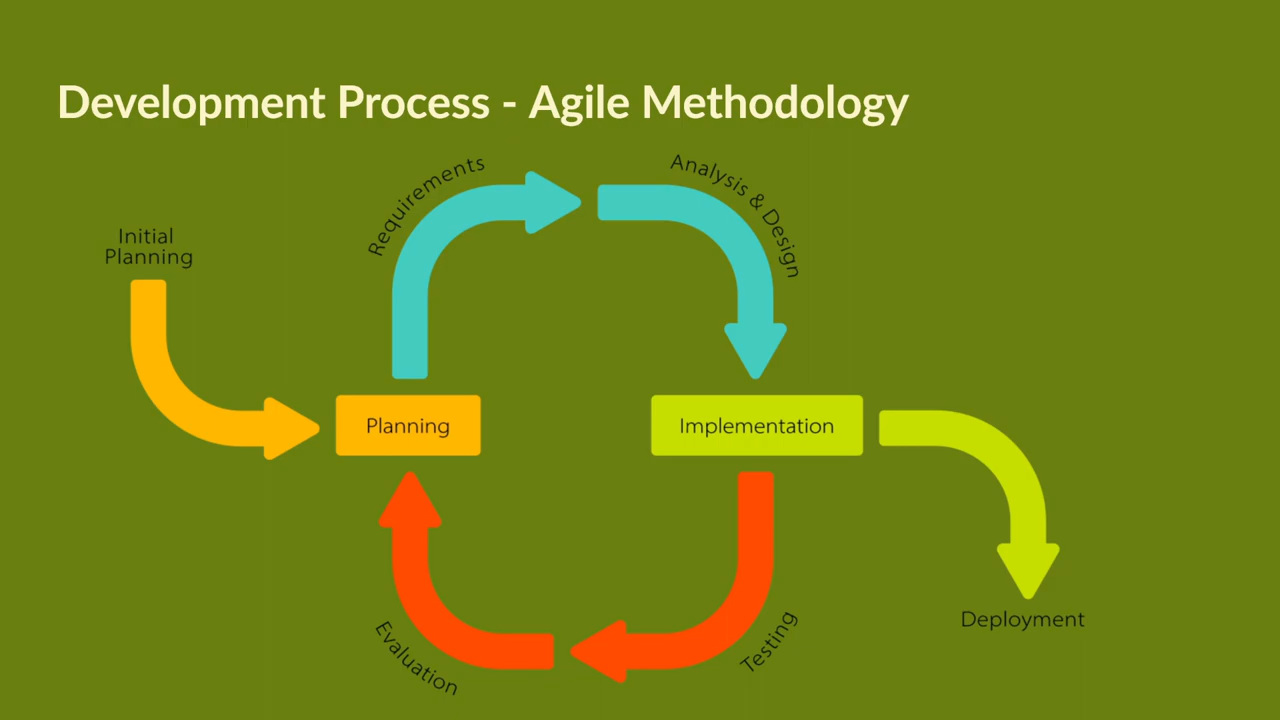 Development Process - Agile Methodology
Requirements
Analysis & Design
Initial
Planning
Planning
Implementation
Evaluation
Testing
Deployment